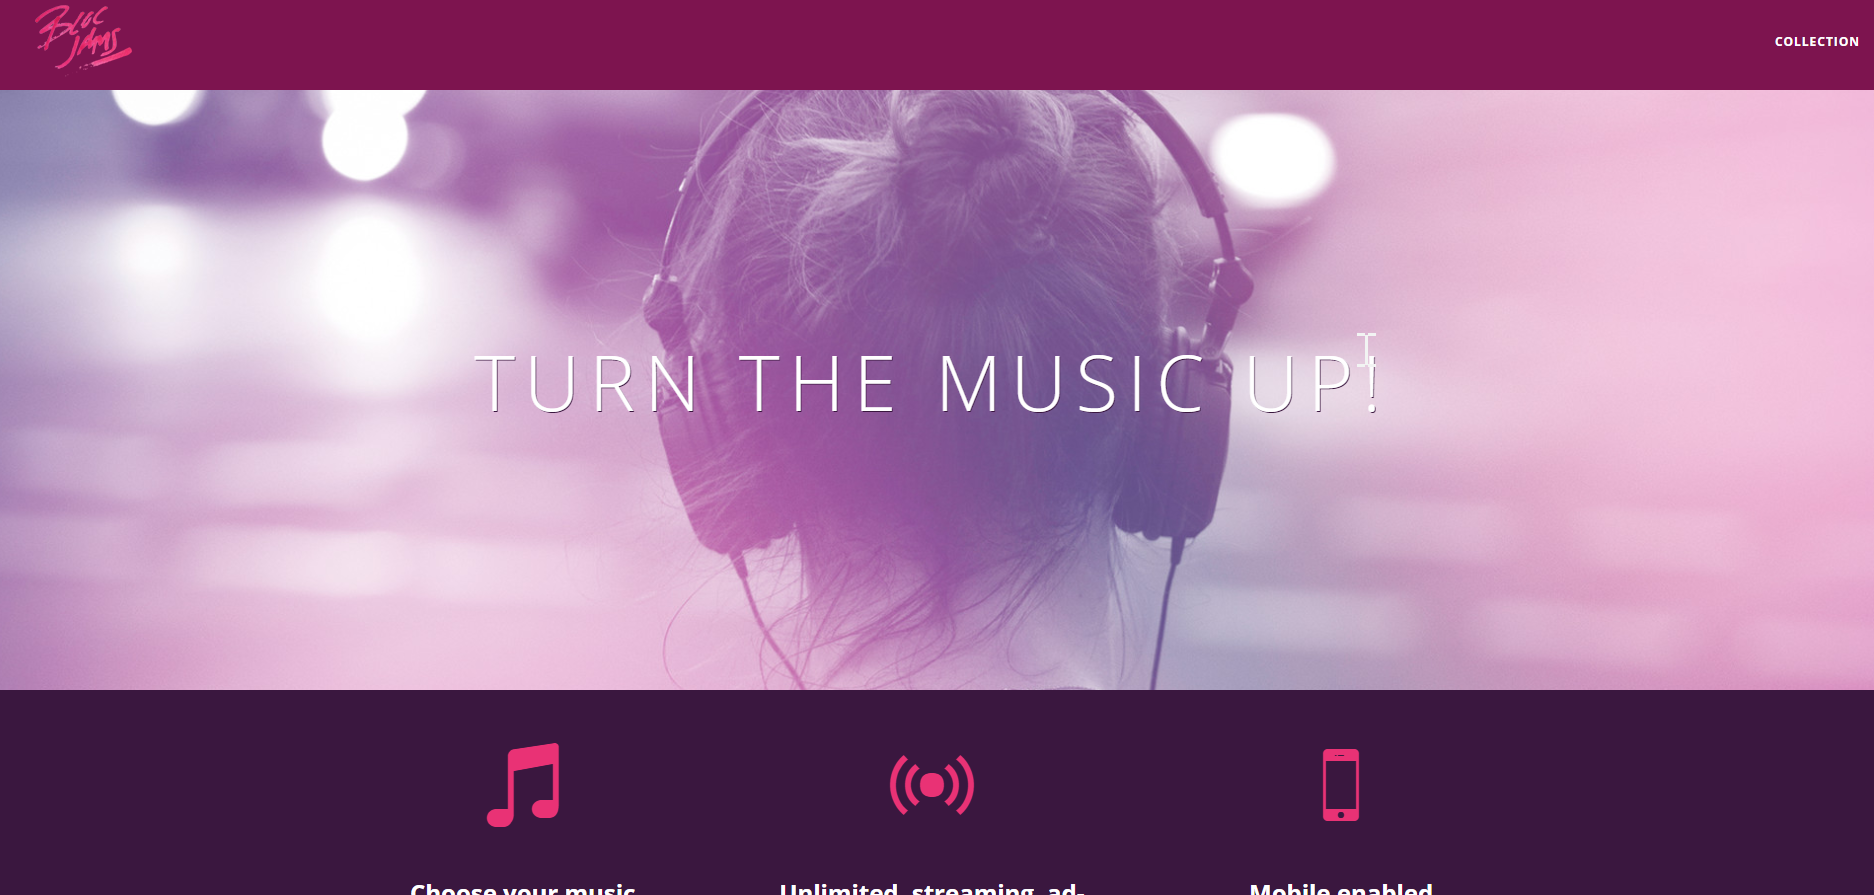 Bloc
Jams
COLLECTION
TURN THE MUSIC UP!
Choose your music
Unlimited, streaming, ad-
Mobile enabled